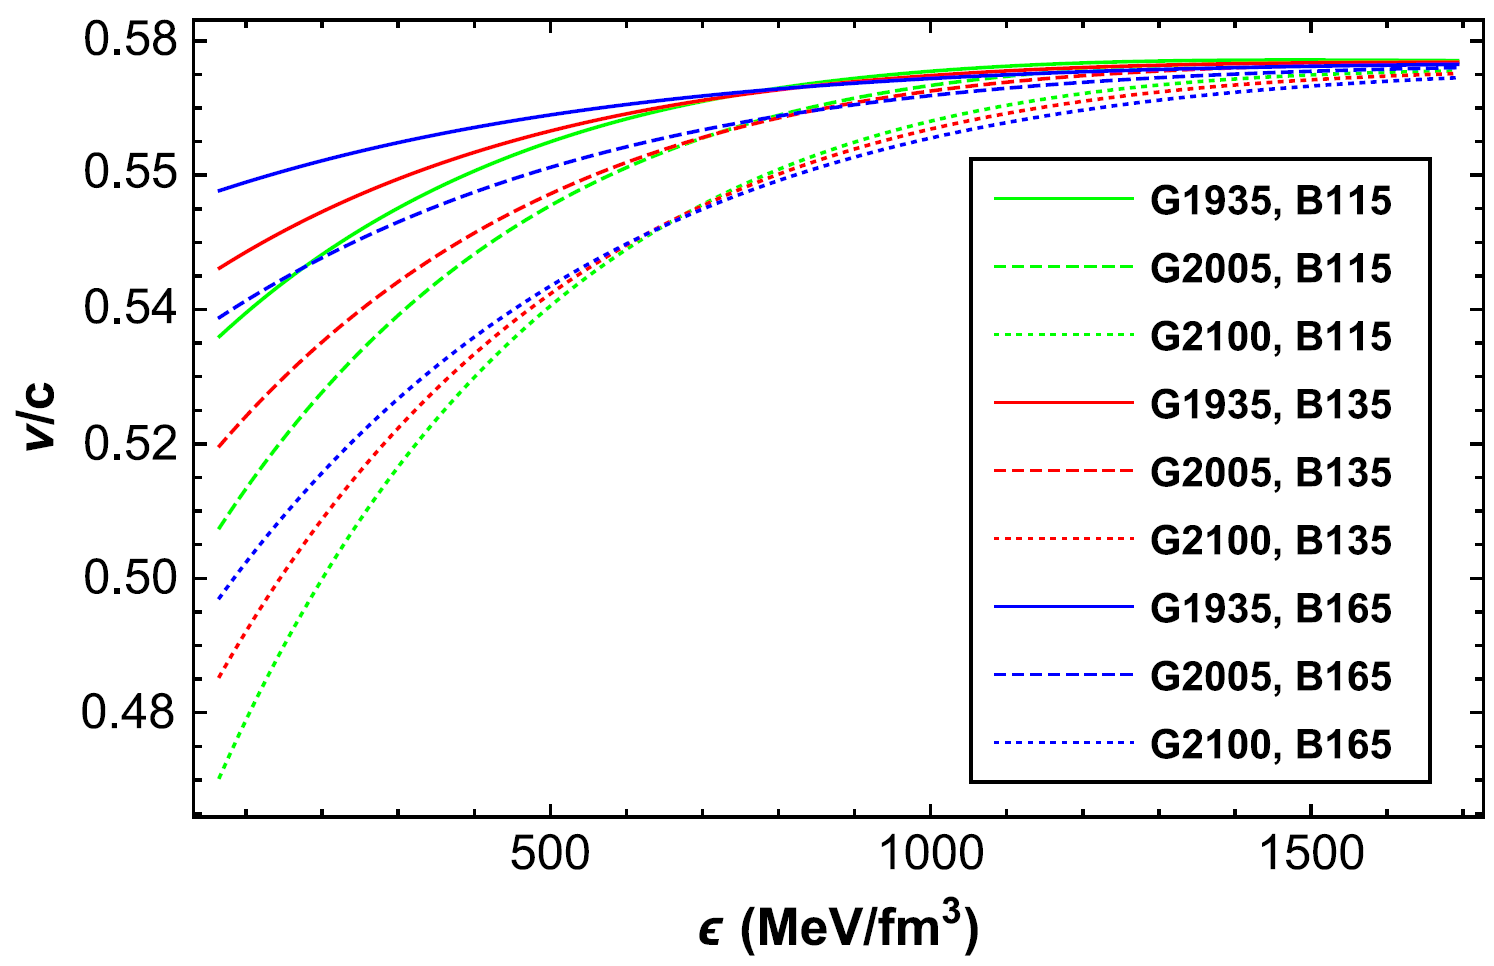 0.58
0.55
0.54
0.52
0.50
0.48
v/c
500
1000
1500
ϵ (MeV/fm³)
G1935, B115
G2005, B115
G2100, B115
G1935, B135
G2005, B135
G2100, B135
G1935, B165
G2005, B165
G2100, B165